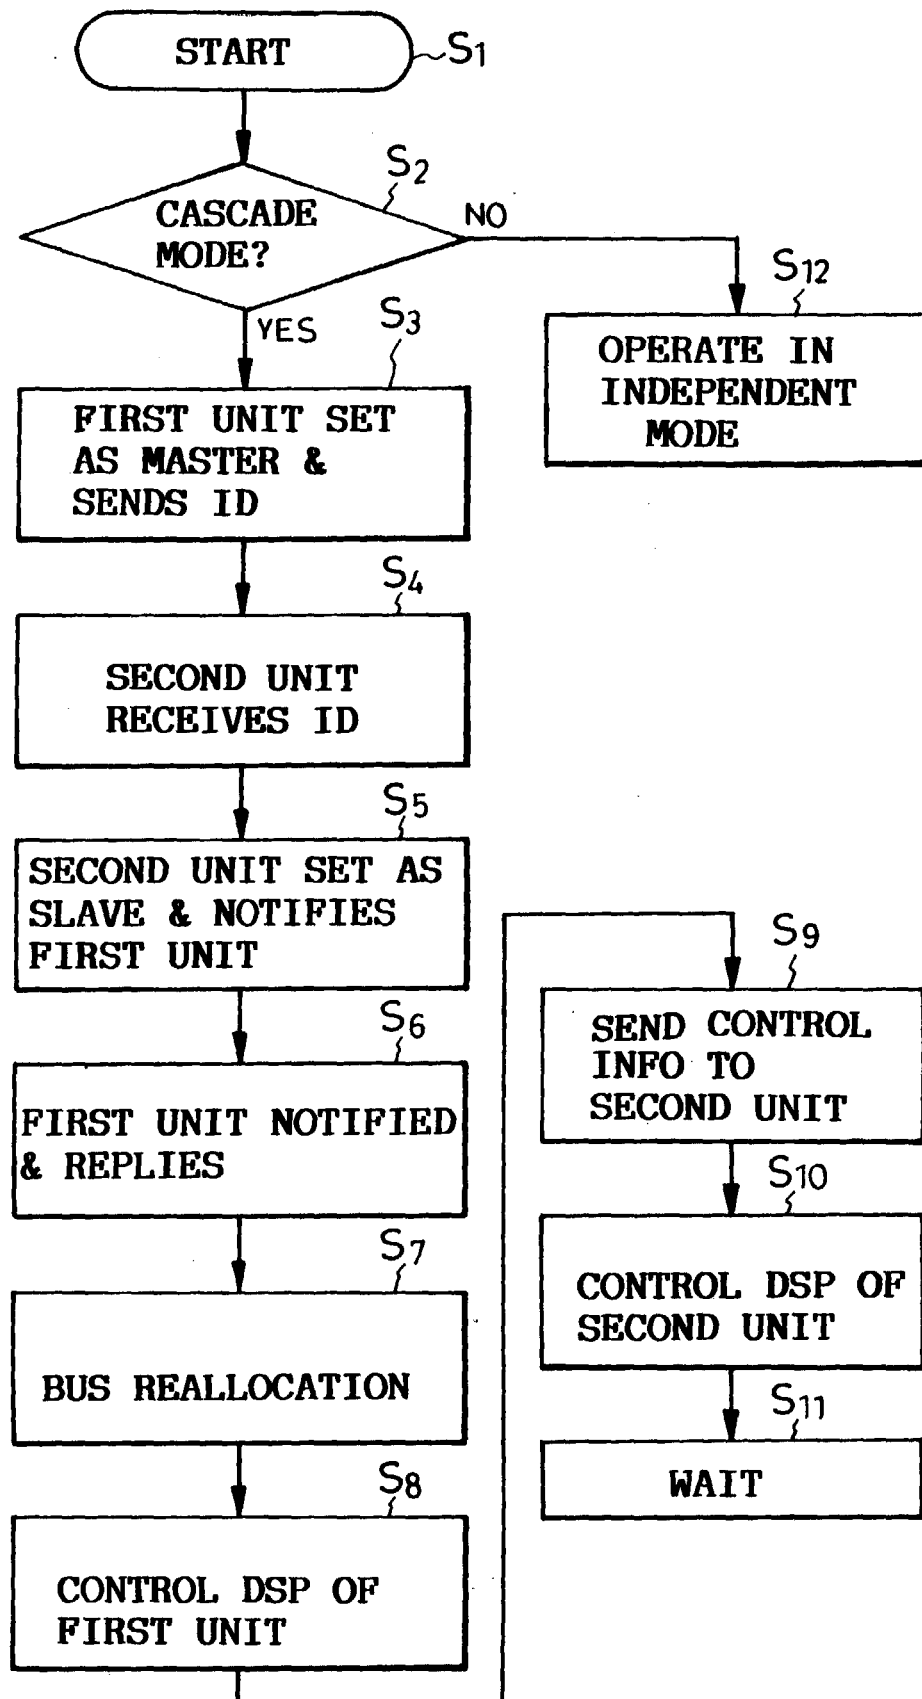 START
S1
S2
CASCADE
MODE?
NO
YES
S12
OPERATE IN
INDEPENDENT
MODE
S3
FIRST UNIT SET
AS MASTER &
SENDS ID
S4
SECOND UNIT
RECEIVES ID
S5
SECOND UNIT SET AS
SLAVE & NOTIFIES
FIRST UNIT
S6
FIRST UNIT NOTIFIED
& REPLIES
S7
BUS REALLOCATION
S8
CONTROL DSP OF
FIRST UNIT
S9
SEND CONTROL
INFO TO
SECOND UNIT
S10
CONTROL DSP OF
SECOND UNIT
S11
WAIT